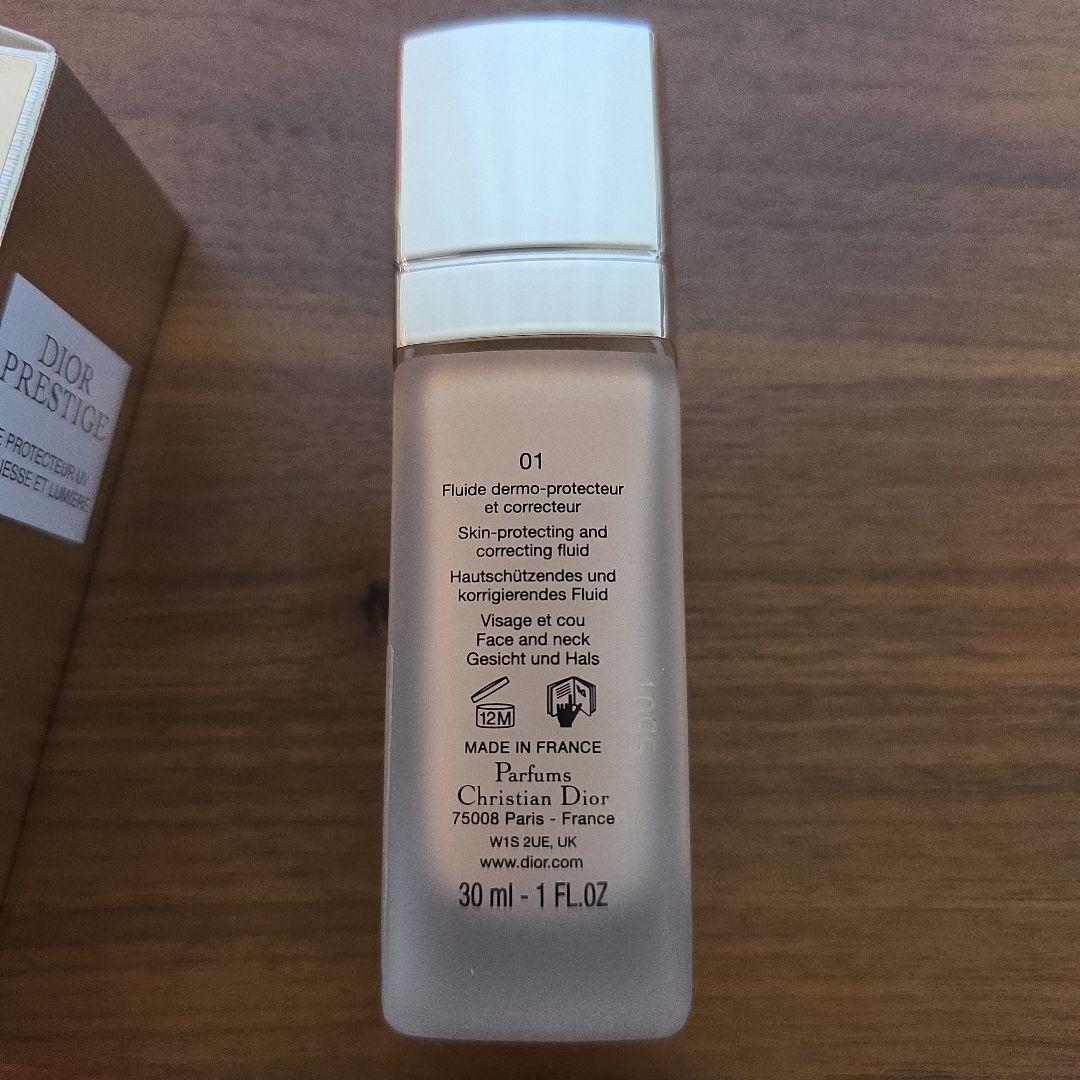 DIOR
PRESTIGE
PROTECTEUR UV
ET LUMIÈRE
01
Fluide dermo-protecteur
et correcteur
Skin-protecting and
correcting fluid
Hautschützendes und
korrigierendes Fluid
Visage et cou
Face and neck
Gesicht und Hals
12M
MADE IN FRANCE
Parfums
Christian Dior
75008 Paris - France
W1S 2UE, UK
www.dior.com
30 ml - 1 FL.OZ